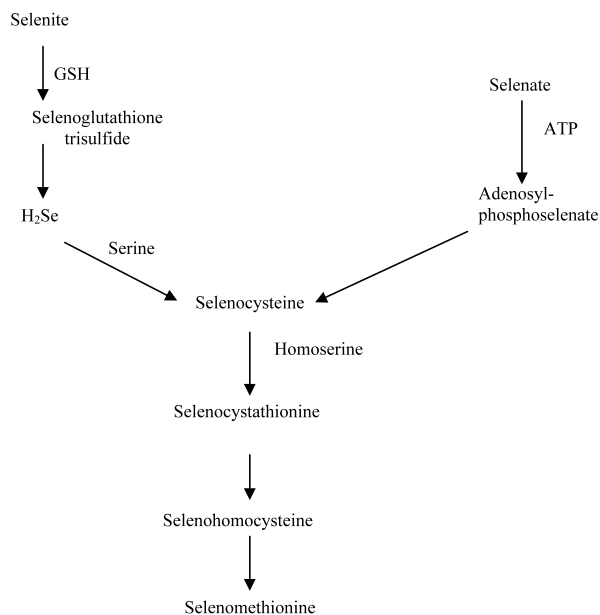 Selenite
GSH
Selenoglutathione
trisulfide
H₂Se
Serine
Selenate
ATP
Adenosyl-
phosphoselenate
Selenocysteine
Homoserine
Selenocystathionine
Selenohomocysteine
Selenomethionine